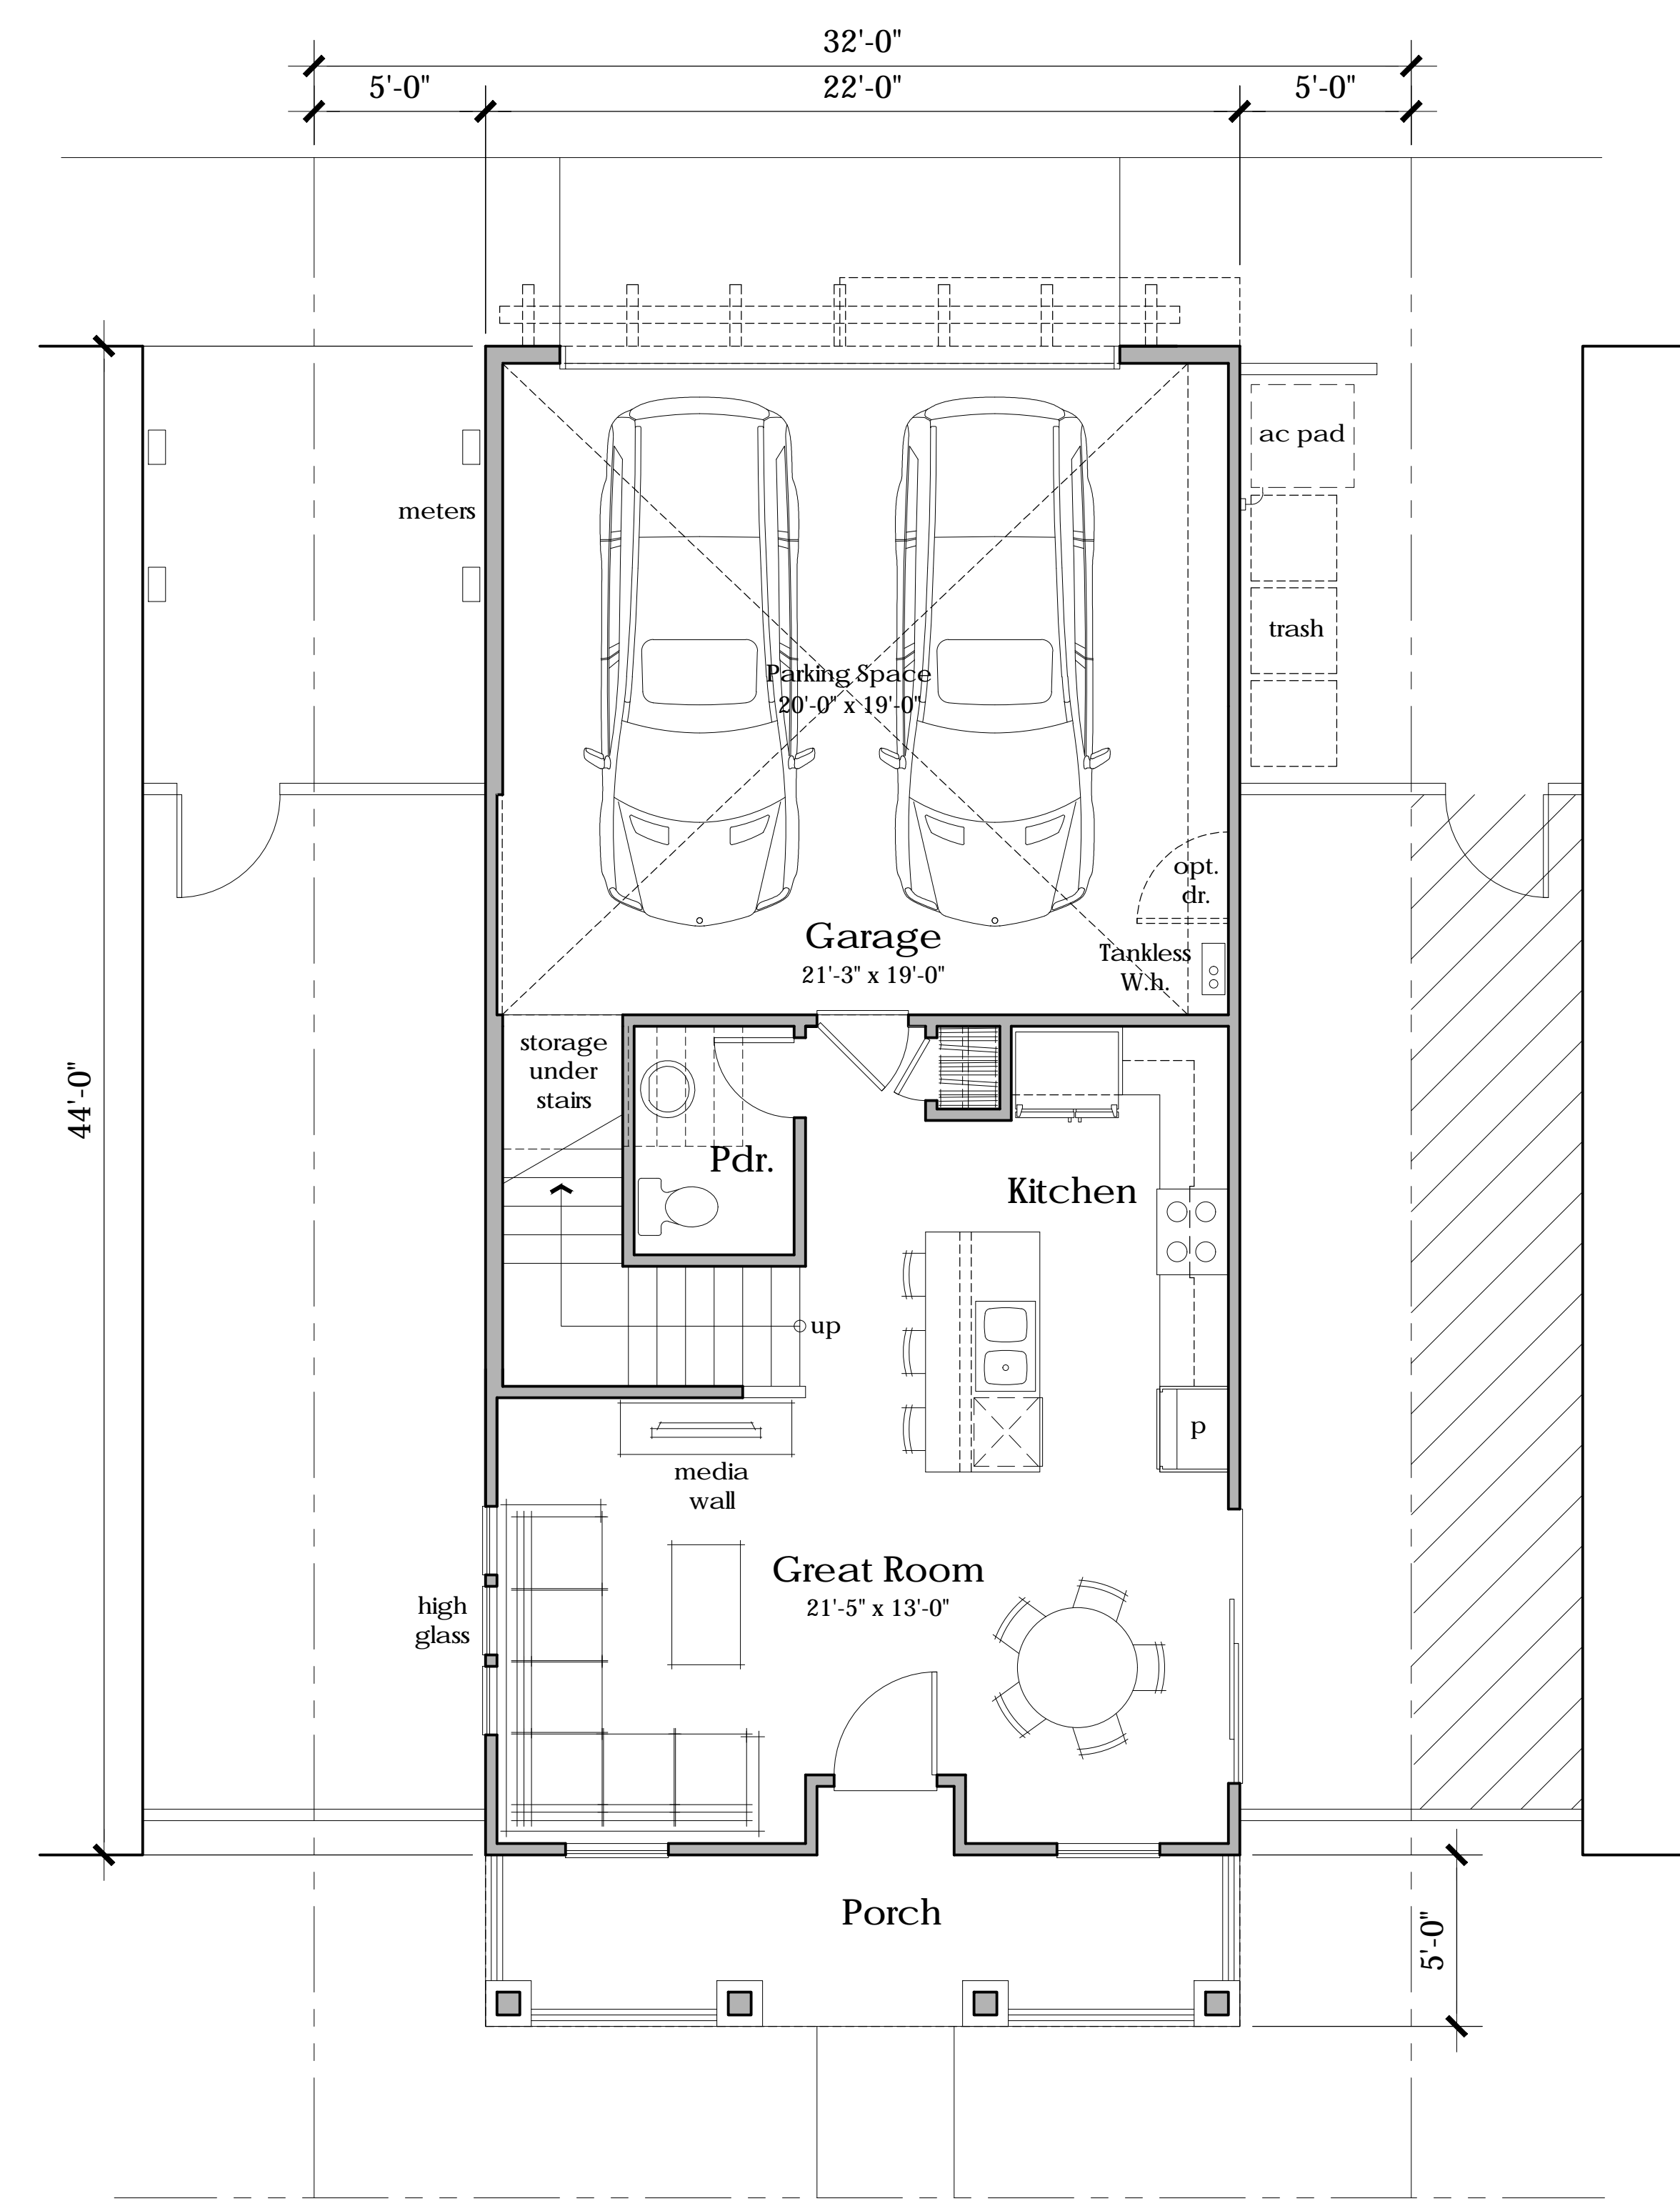 32'-0"
5'-0"
22'-0"
5'-0"
ac pad
meters
trash
Parking Space
20'-0" x 19'-0"
opt.
dr.
Garage
21'-3" x 19'-0"
Tankless
W.h.
storage
under
stairs
44'-0"
Pdr.
Kitchen
up
p
media
wall
Great Room
21'-5" x 13'-0"
high
glass
Porch
5'-0"